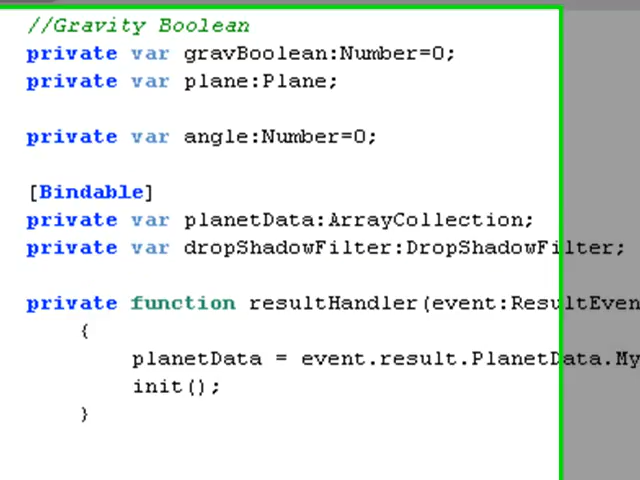 //Gravity Boolean
private var gravBoolean:Number=0;
private var plane:Plane;
private var angle:Number=0;
[Bindable]
private var planetData:ArrayCollection;
private var dropShadowFilter:DropShadowFilter;
private function resultHandler(event:ResultEven
{
planetData = event.result.PlanetData.My
init();
}